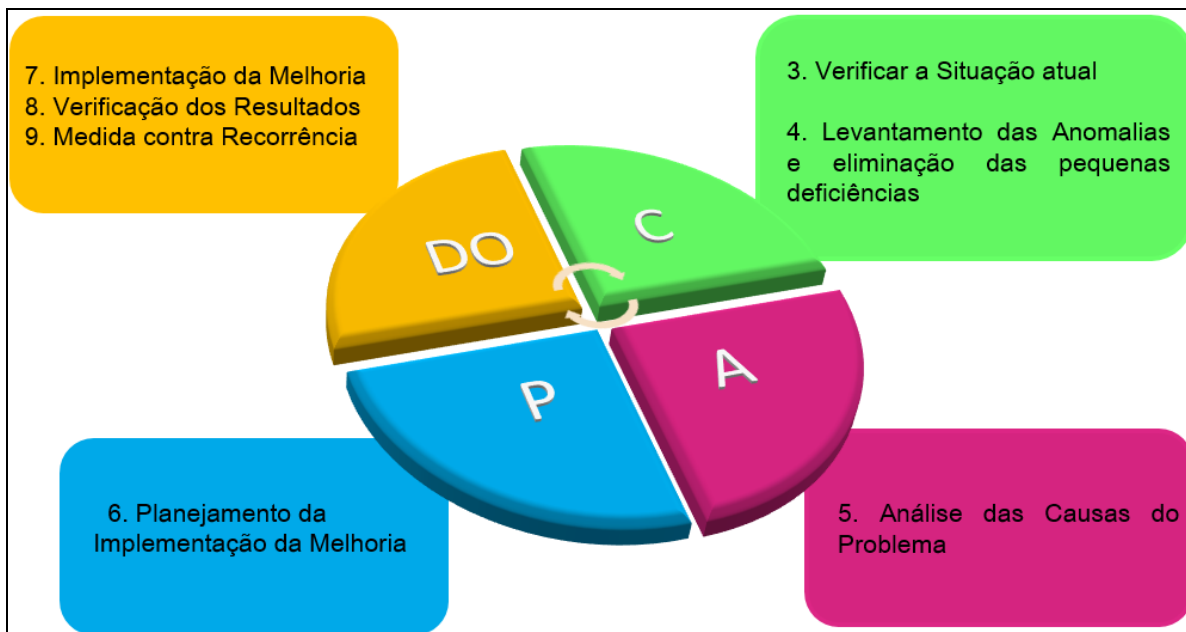 7. Implementação da Melhoria
8. Verificação dos Resultados
9. Medida contra Recorrência
3. Verificar a Situação atual
4. Levantamento das Anomalias
e eliminação das pequenas
deficiências
DO
C
P
A
6. Planejamento da
Implementação da Melhoria
5. Análise das Causas do
Problema